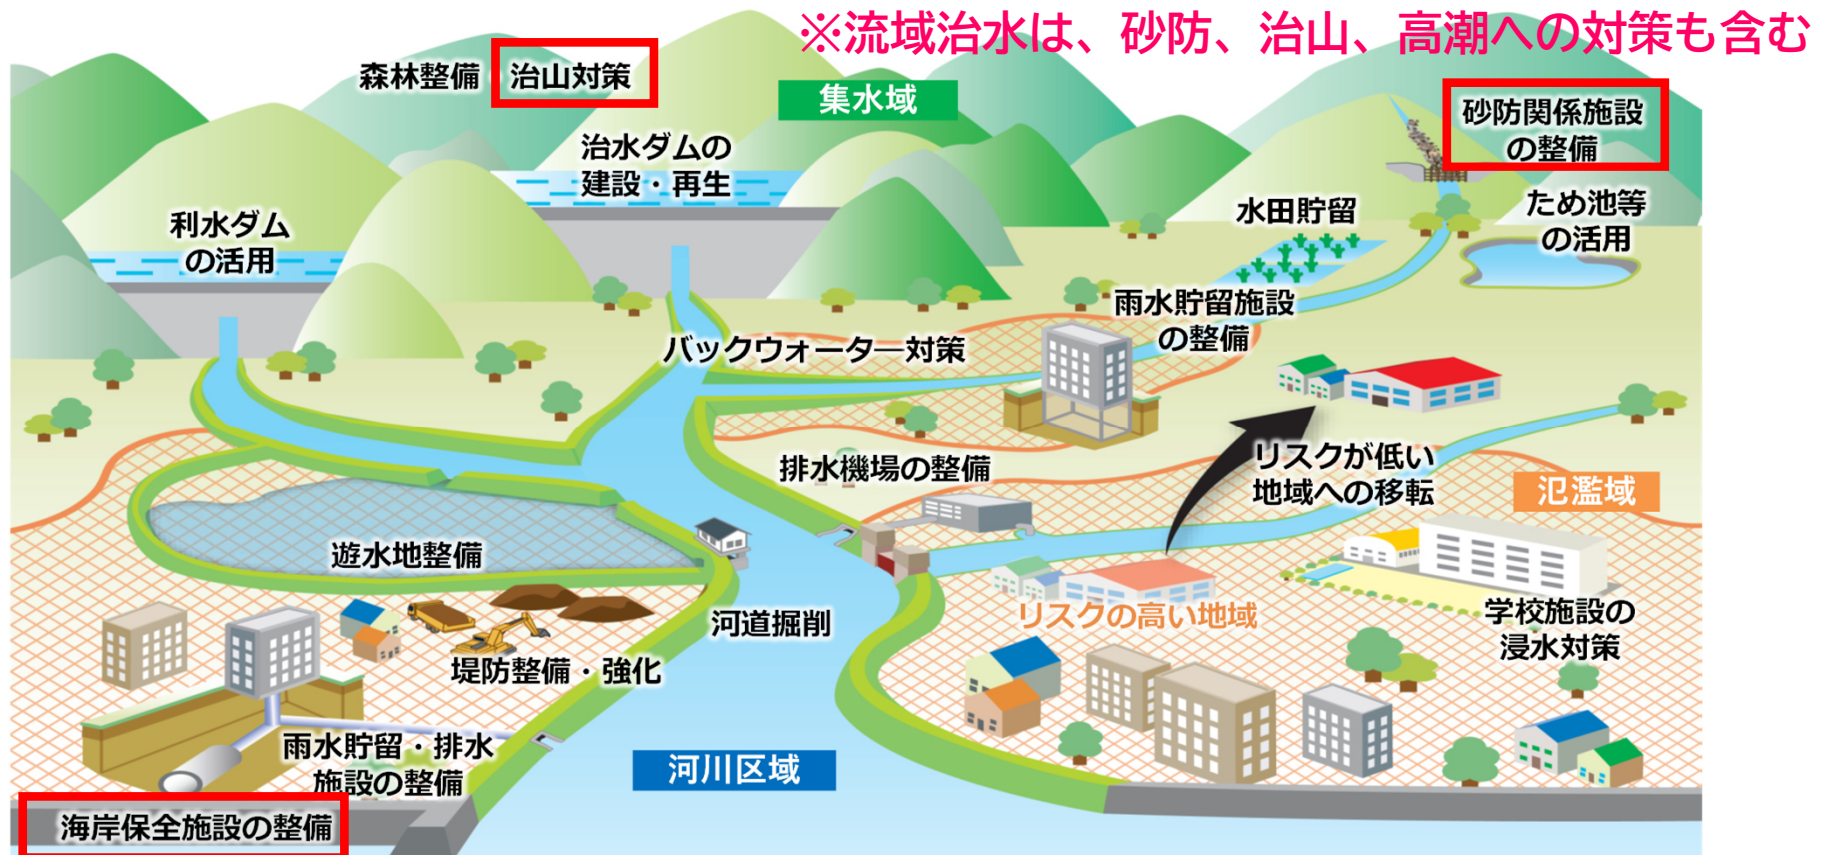 ※流域治水は、砂防、治山、高潮への対策も含む
森林整備 治山対策
集水域
砂防関係施設
の整備
治水ダムの
建設・再生
利水ダム
の活用
水田貯留
ため池等
の活用
雨水貯留施設
の整備
バックウォーター対策
排水機場の整備
リスクが低い
地域への移転
氾濫域
遊水地整備
リスクの高い地域
河道掘削
学校施設の
浸水対策
堤防整備・強化
雨水貯留・排水
施設の整備
河川区域
海岸保全施設の整備